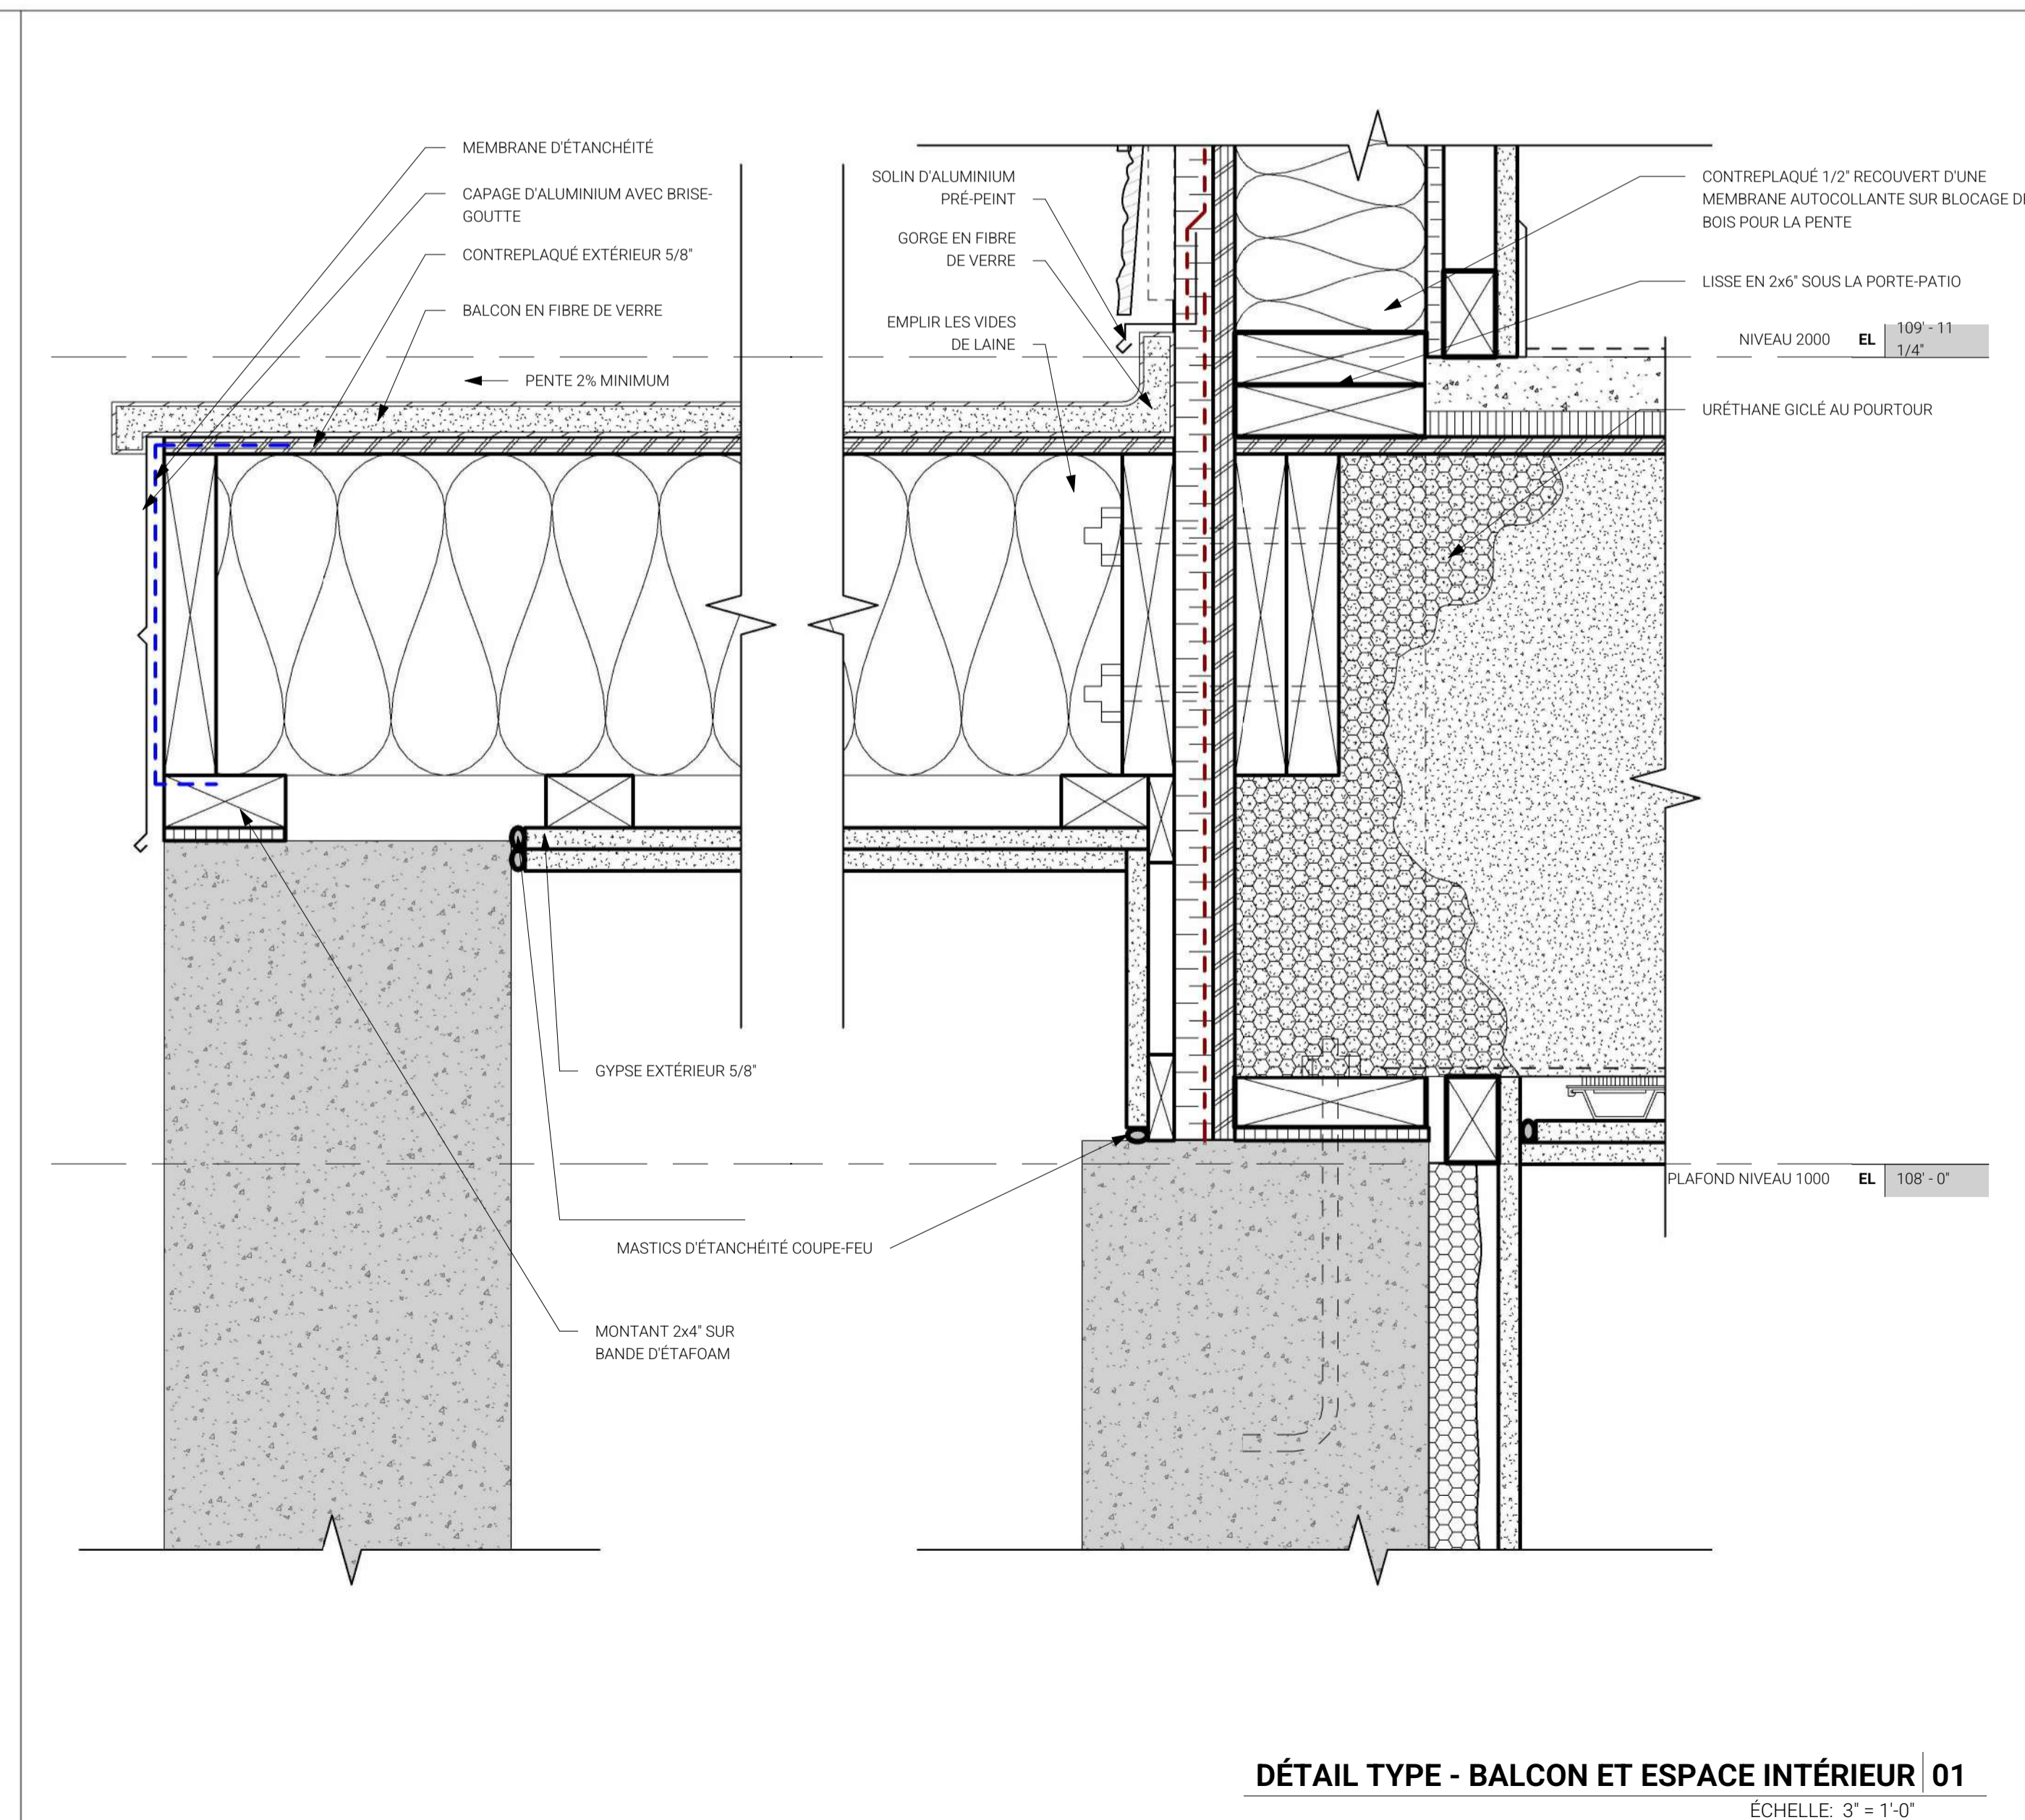 MEMBRANE D'ÉTANCHÉITÉ
CAPAGE D'ALUMINIUM AVEC BRISE-
GOUTTE
CONTREPLAQUÉ EXTÉRIEUR 5/8"
BALCON EN FIBRE DE VERRE
PENTE 2% MINIMUM
SOLIN D'ALUMINIUM
PRÉ-PEINT
GORGE EN FIBRE
DE VERRE
EMPLIR LES VIDES
DE LAINE
CONTREPLAQUÉ 1/2" RECOUVERT D'UNE
MEMBRANE AUTOCOLLANTE SUR BLOCAGE DE
BOIS POUR LA PENTE
LISSE EN 2x6" SOUS LA PORTE-PATIO
NIVEAU 2000 EL 109' - 11
1/4"
URÉTHANE GICLÉ AU POURTOUR
GYPSE EXTÉRIEUR 5/8"
PLAFOND NIVEAU 1000 EL 108' - 0"
MASTICS D'ÉTANCHÉITÉ COUPE-FEU
MONTANT 2x4" SUR
BANDE D'ÉTAFOAM
DÉTAIL TYPE - BALCON ET ESPACE INTÉRIEUR 01
ÉCHELLE: 3" = 1'-0"